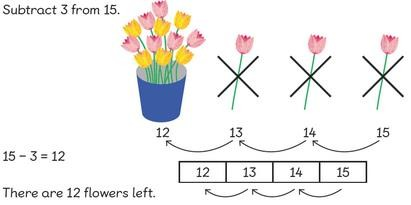 Subtract 3 from 15.
12 13 14 15
15 – 3 = 12
12 13 14 15
There are 12 flowers left.